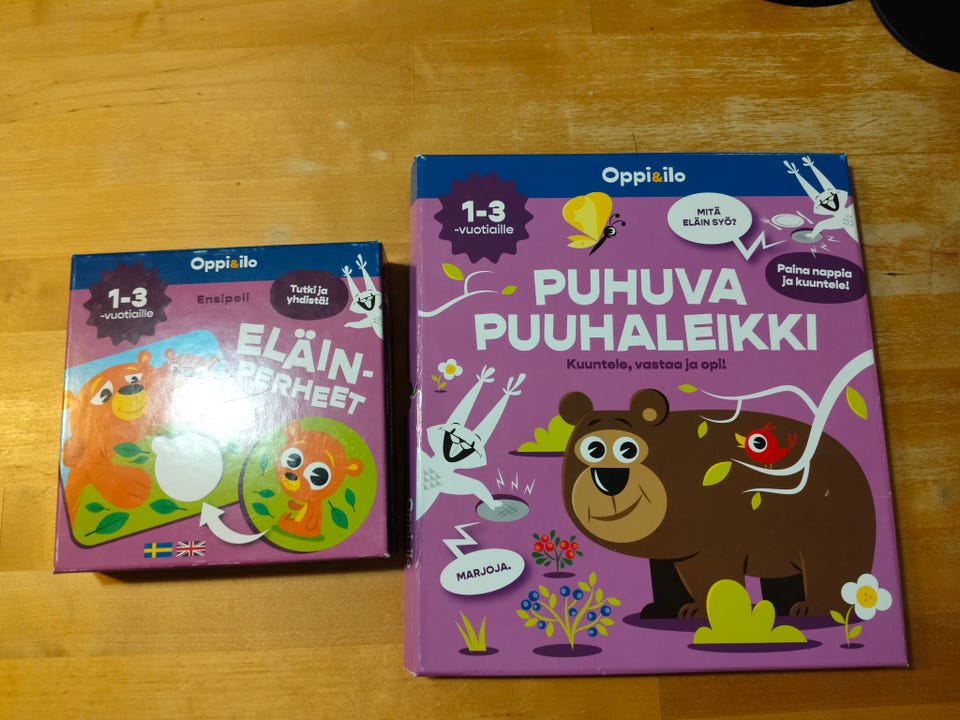 Oppi&ilo
1-3
-vuotiaille
Ensipeli
Tutki ja
yhdistä!
ELÄIN-
PERHEET
Oppi&ilo
1-3
-vuotiaille
MITÄ
ELÄIN SYÖ?
Paina nappia
ja kuuntele!
PUHUVA
PUUHALEIKKI
Kuuntele, vastaa ja opi!
MARJOJA.